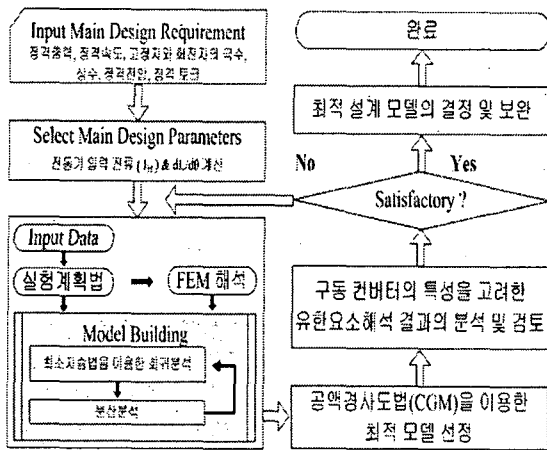 Input Main Design Requirement
정격출력, 정격속도, 고정자와 회전자의 극수,
상수, 정격전압, 정격 토크
Select Main Design Parameters
전동기 입력 전류 & dL/dθ 계산
Input Data
실험계획법
FEM 해석
Model Building
최소자승법을 이용한 회귀분석
분산분석
공액경사도법(CGM)을 이용한
최적 모델 선정
구동 컨버터의 특성을 고려한
유한요소해석 결과의 분석 및 검토
Satisfactory ?
No
Yes
최적 설계 모델의 결정 및 보완
완료